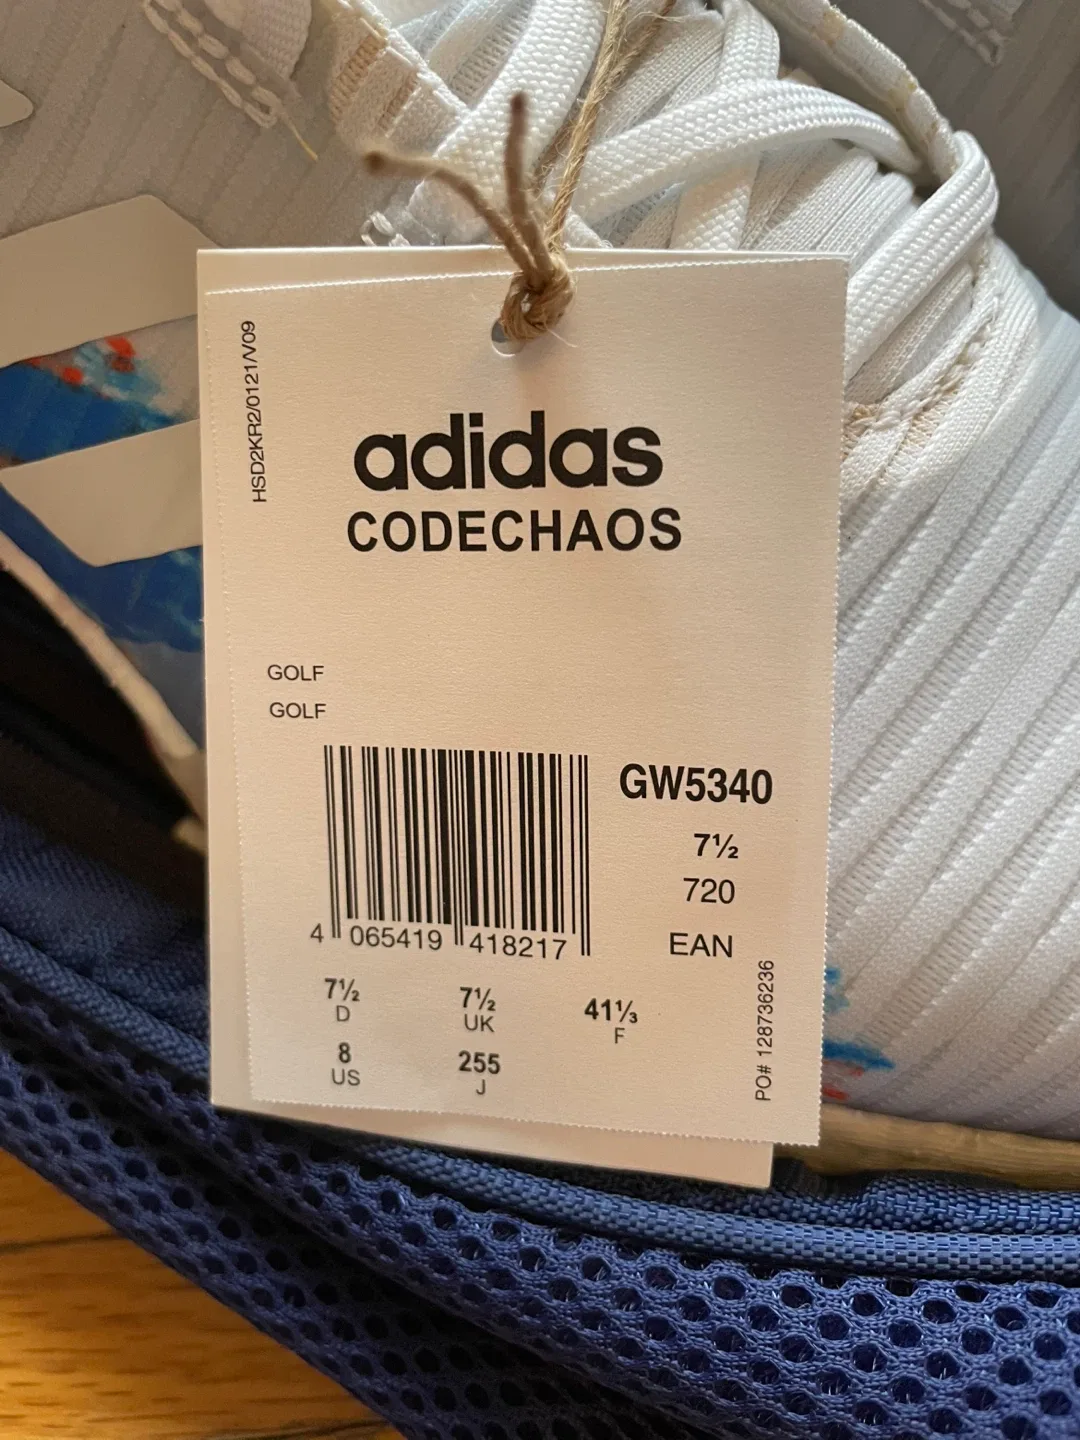 HSD2KR2/0121/V09
adidas
CODECHAOS
GOLF
GOLF
GW5340
7½
720
EAN
4 065419 418217
7½ 7½ 41⅓
D UK F
8 255
US J
PO# 128736236